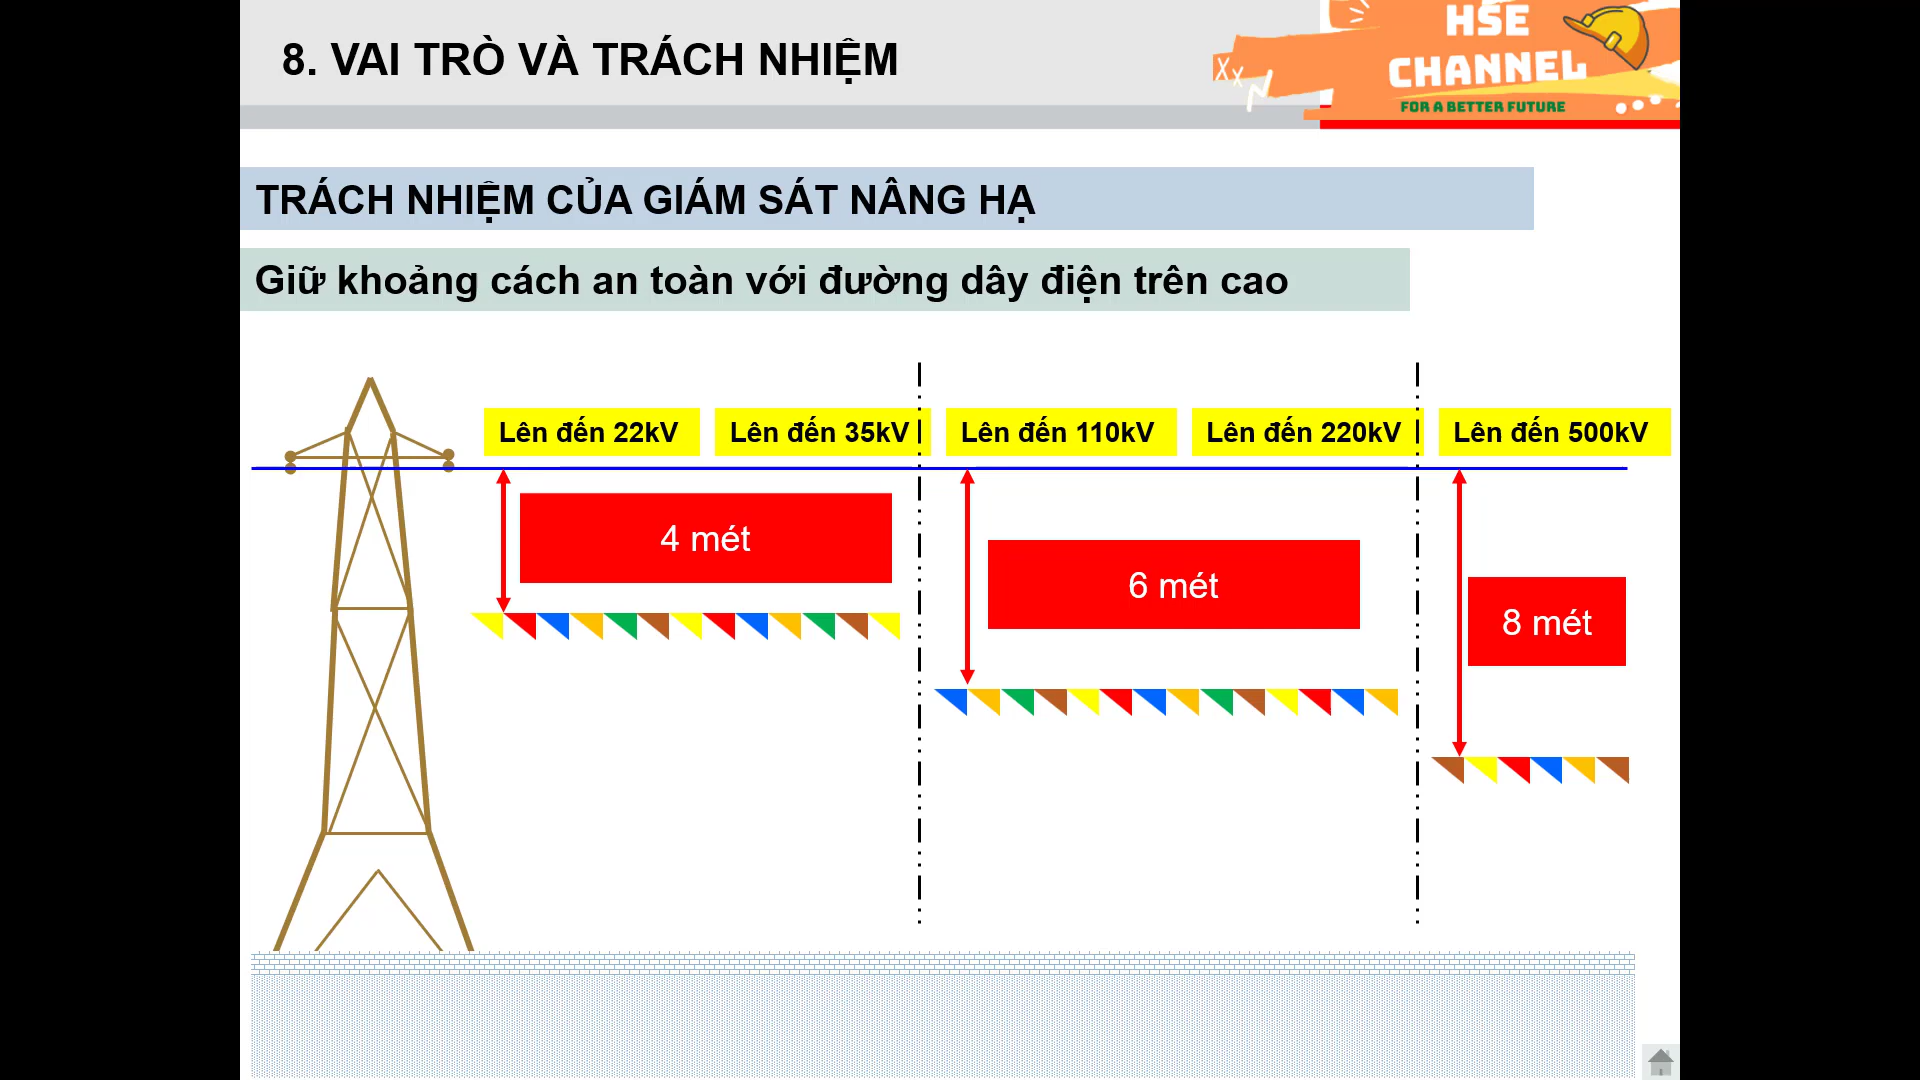 8. VAI TRÒ VÀ TRÁCH NHIỆM
HSE
CHANNEL
FOR A BETTER FUTURE
TRÁCH NHIỆM CỦA GIÁM SÁT NÂNG HẠ
Giữ khoảng cách an toàn với đường dây điện trên cao
Lên đến 22kV
Lên đến 35kV
Lên đến 110kV
Lên đến 220kV
Lên đến 500kV
4 mét
6 mét
8 mét